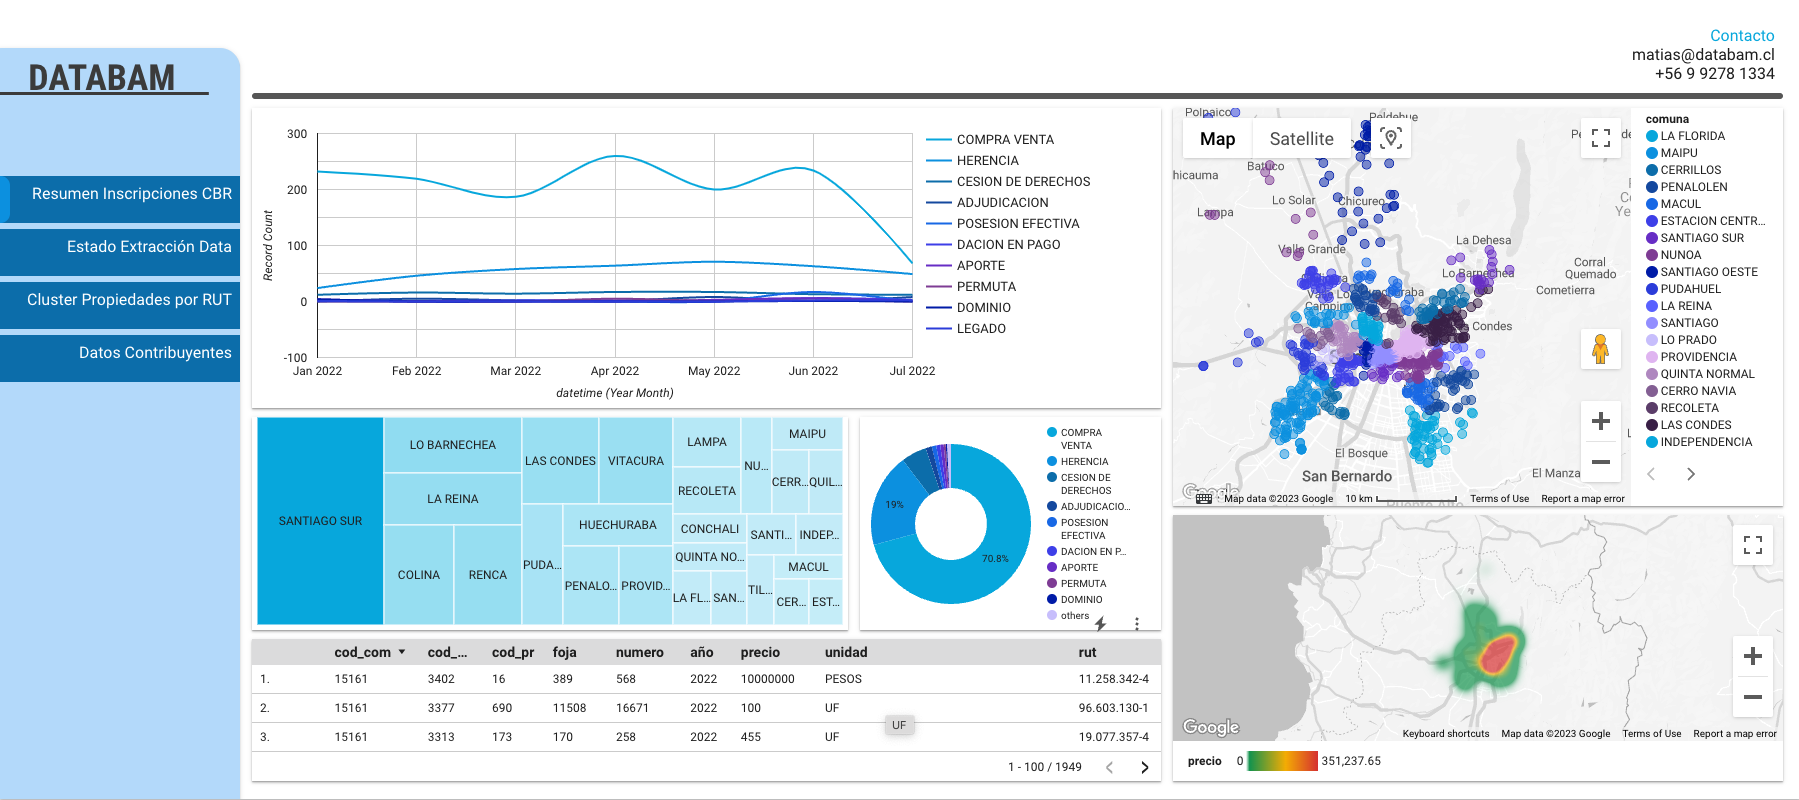 Contacto
matias@databam.cl
+56 9 9278 1334
DATABAM
Resumen Inscripciones CBR
Estado Extracción Data
Cluster Propiedades por RUT
Datos Contribuyentes
300
200
100
0
-100
Record Count
Jan 2022 Feb 2022 Mar 2022 Apr 2022 May 2022 Jun 2022 Jul 2022
datetime (Year Month)
COMPRA VENTA
HERENCIA
CESION DE DERECHOS
ADJUDICACION
POSESION EFECTIVA
DACION EN PAGO
APORTE
PERMUTA
DOMINIO
LEGADO
SANTIAGO SUR
LO BARNECHEA
LA REINA
COLINA
RENCA
LAS CONDES
VITACURA
PUDA...
HUECHURABA
PENALO...
PROVID...
LAMPA
RECOLETA
NU...
MAIPU
CERR...
QUIL...
CONCHALI
QUINTA NO...
LA FL...
SAN...
SANTI...
INDEP...
TIL...
MACUL
CER...
EST...
19%
70.8%
COMPRA
VENTA
HERENCIA
CESION DE
DERECHOS
ADJUDICACIO...
POSESION
EFECTIVA
DACION EN P...
APORTE
PERMUTA
DOMINIO
others
cod_com cod_... cod_pr foja numero año precio unidad rut
1. 15161 3402 16 389 568 2022 10000000 PESOS 11.258.342-4
2. 15161 3377 690 11508 16671 2022 100 UF 96.603.130-1
UF
3. 15161 3313 173 170 258 2022 455 UF 19.077.357-4
1 - 100 / 1949
Polpaico
Peldehue
Map Satellite
Batuco
hicauma
Lo Solar
Chicureo
Lampa
Valle Grande
La Dehesa
Lo Barnechea
Corral
Quemado
Cometierra
Condes
El Bosque
San Bernardo
El Manza
Puente Alto
Google
Map data ©2023 Google 10 km Terms of Use Report a map error
comuna
LA FLORIDA
MAIPU
CERRILLOS
PENALOLEN
MACUL
ESTACION CENTR...
SANTIAGO SUR
NUNOA
SANTIAGO OESTE
PUDAHUEL
LA REINA
SANTIAGO
LO PRADO
PROVIDENCIA
QUINTA NORMAL
CERRO NAVIA
RECOLETA
LAS CONDES
INDEPENDENCIA
Google
Keyboard shortcuts Map data ©2023 Google Terms of Use Report a map error
precio 0 351,237.65